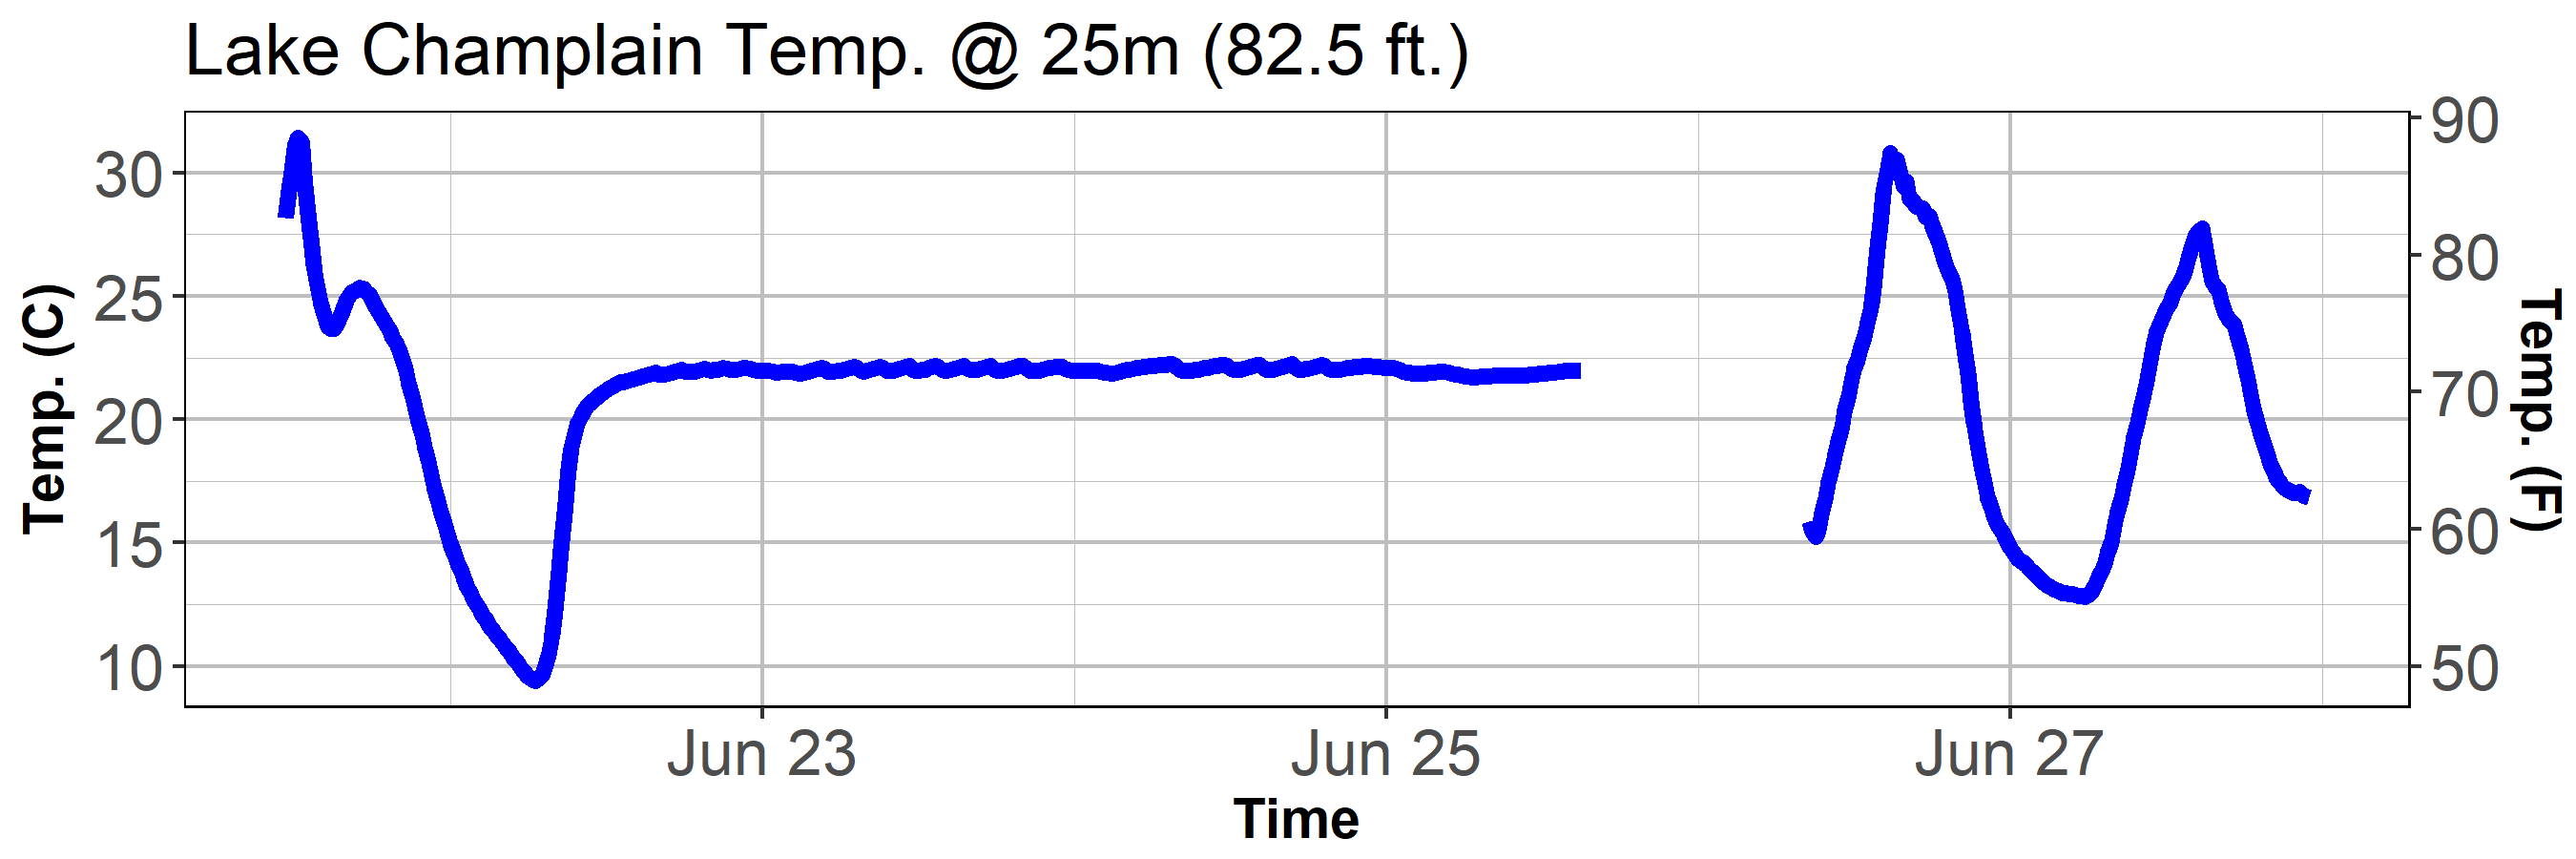 Lake Champlain Temp. @ 25m (82.5 ft.)
Temp. (C)
30
25
20
15
10
90
80
70
60
50
Temp. (F)
Jun 23
Jun 25
Jun 27
Time